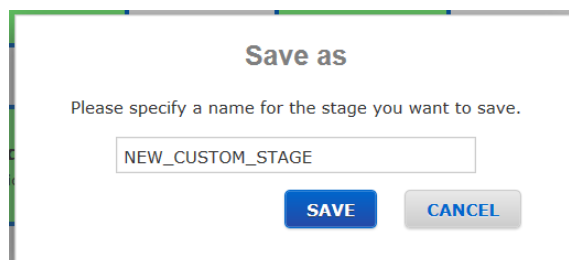 Save as
Please specify a name for the stage you want to save.
NEW_CUSTOM_STAGE
SAVE CANCEL